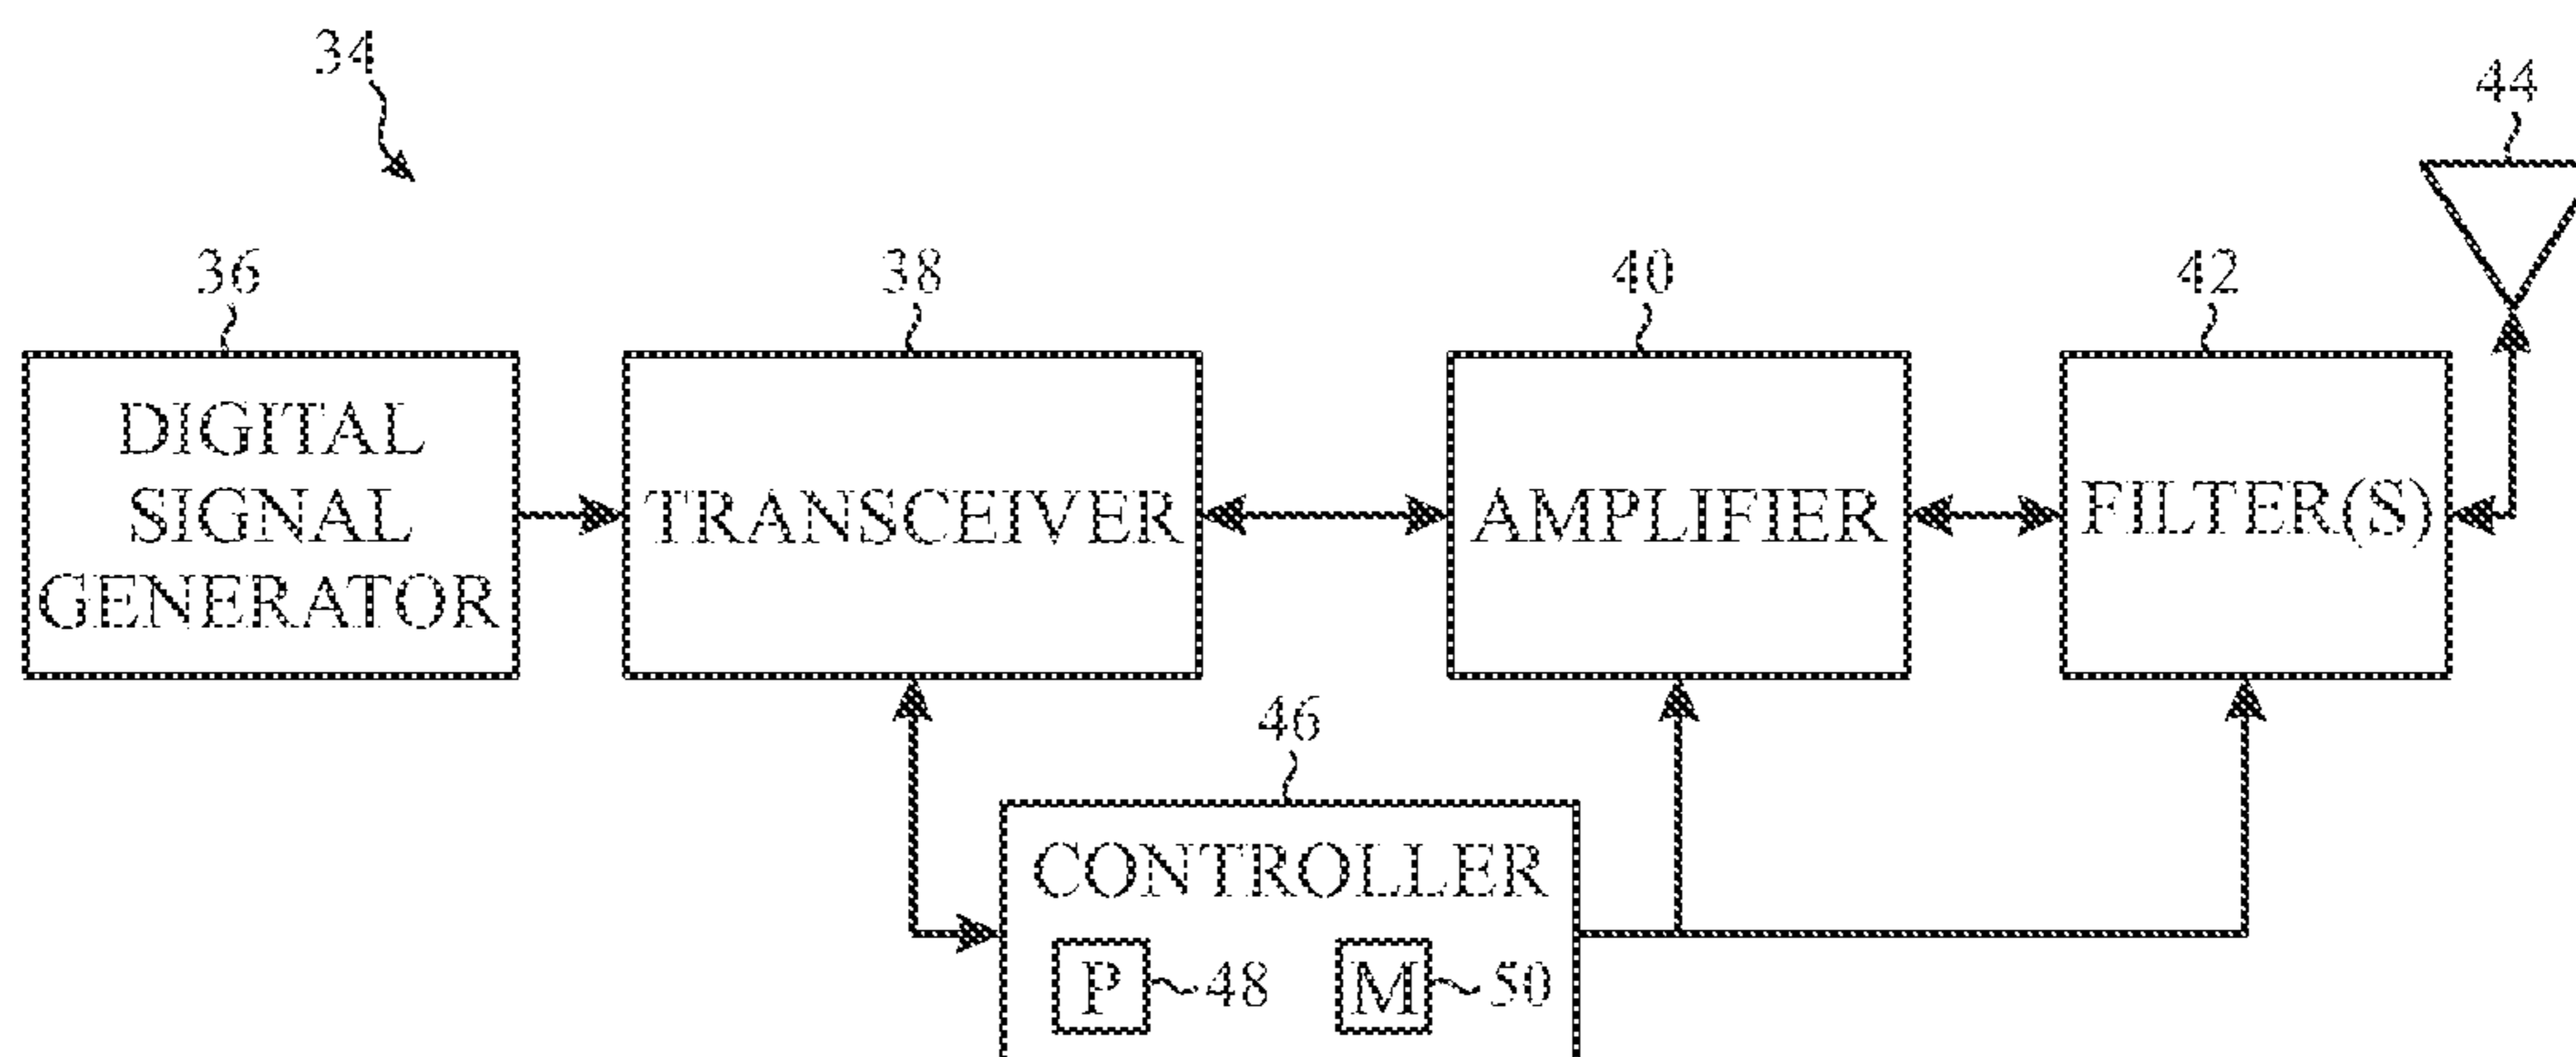 34
44
36
38
40
42
DIGITAL
SIGNAL
GENERATOR
TRANSCEIVER
AMPLIFIER
FILTER(S)
46
CONTROLLER
P 48 M 50